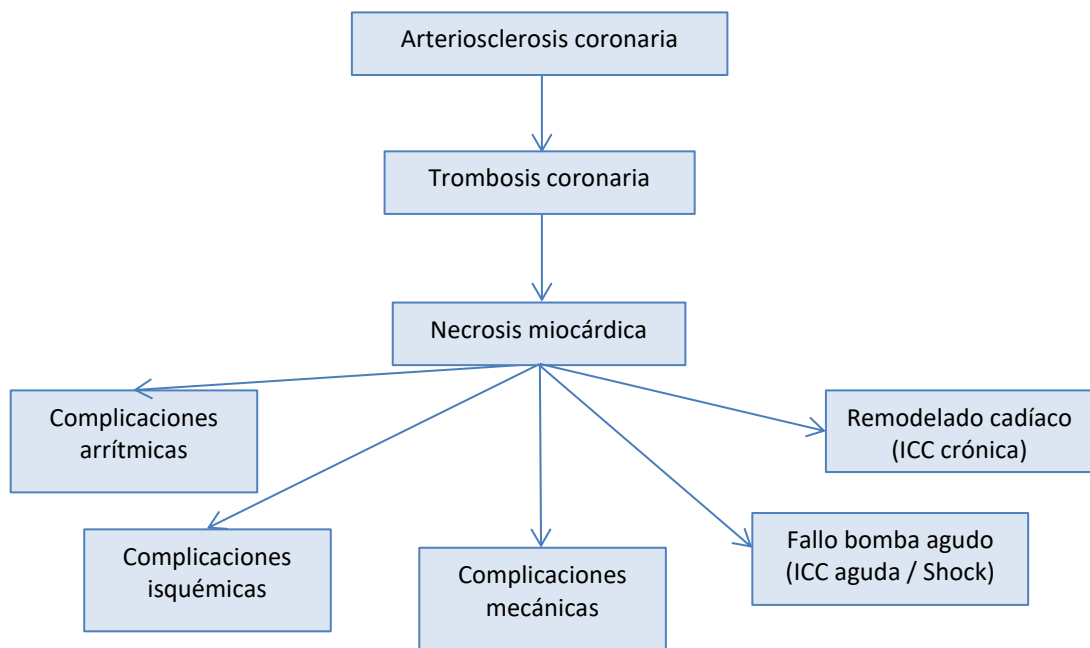 Arteriosclerosis coronaria
Trombosis coronaria
Necrosis miocárdica
Complicaciones
arrítmicas
Remodelado cadíaco
(ICC crónica)
Complicaciones
isquémicas
Complicaciones
mecánicas
Fallo bomba agudo
(ICC aguda / Shock)